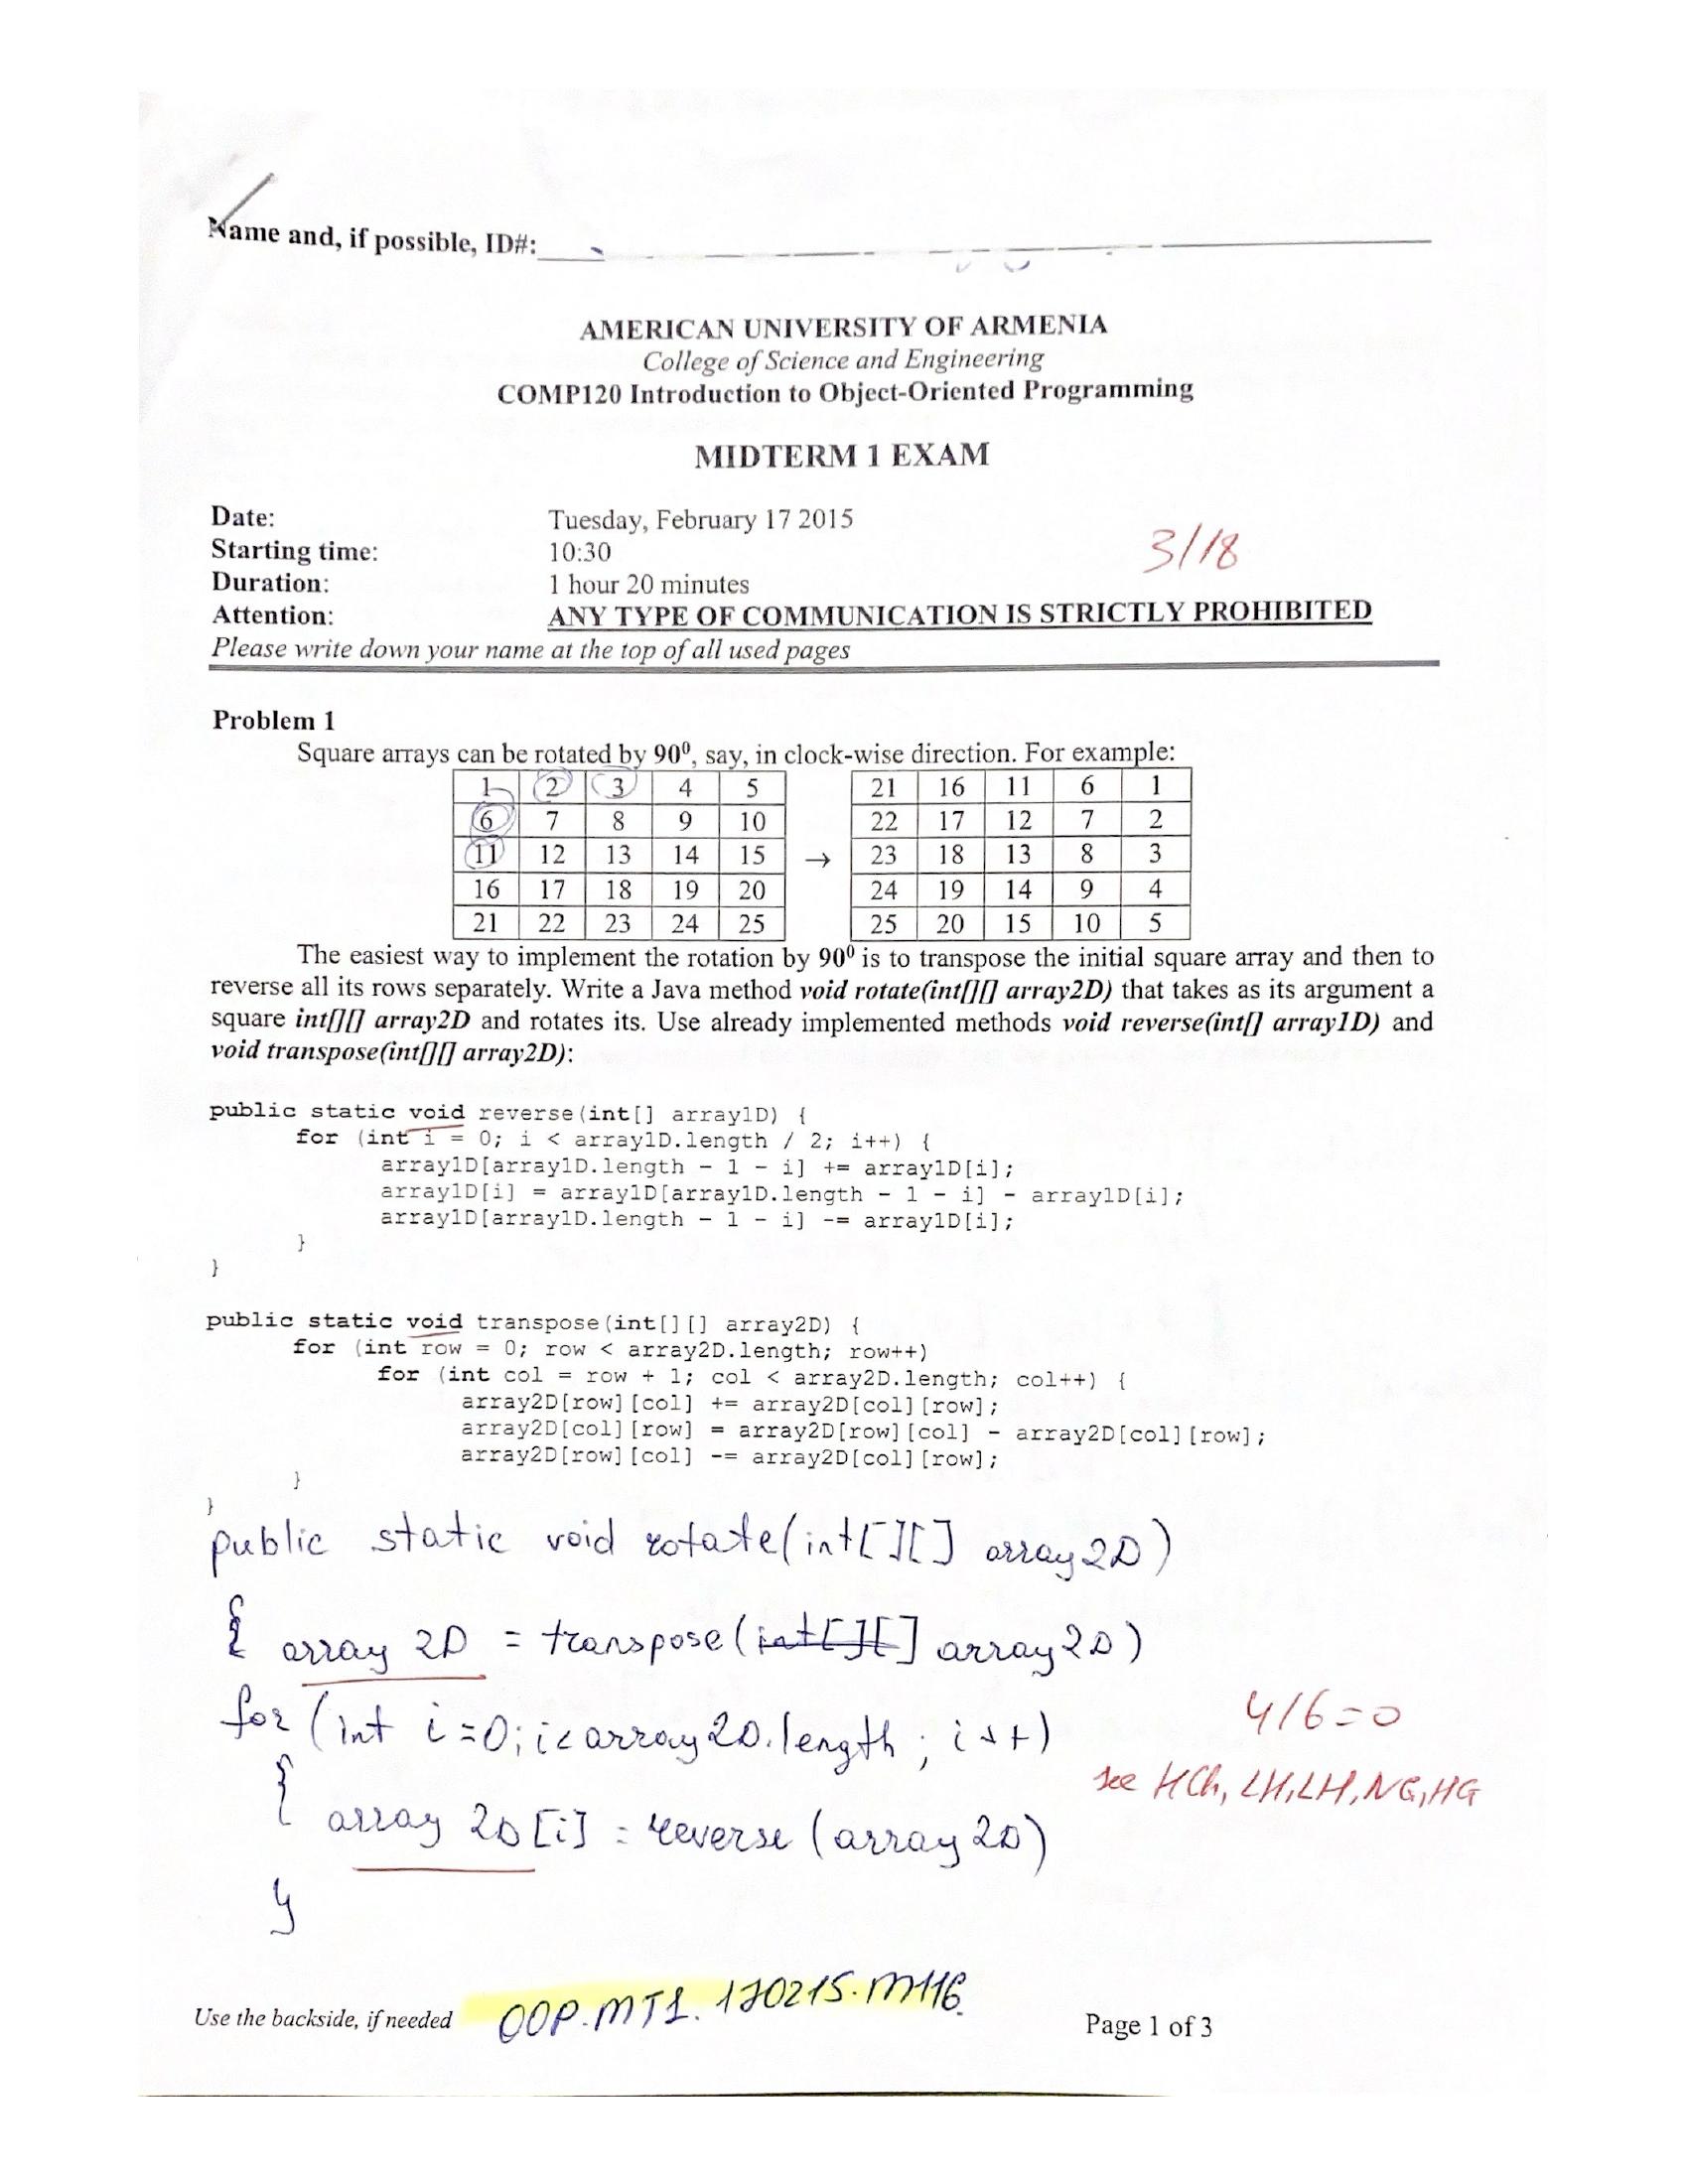 Name and, if possible, ID#:
AMERICAN UNIVERSITY OF ARMENIA
College of Science and Engineering
COMP120 Introduction to Object-Oriented Programming
MIDTERM 1 EXAM
Date: Tuesday, February 17 2015
3/18
Starting time: 10:30
Duration: 1 hour 20 minutes
Attention: ANY TYPE OF COMMUNICATION IS STRICTLY PROHIBITED
Please write down your name at the top of all used pages
Problem 1
Square arrays can be rotated by 90⁰, say, in clock-wise direction. For example:
1 2 3 4 5 21 16 11 6 1
6 7 8 9 10 22 17 12 7 2
11 12 13 14 15 → 23 18 13 8 3
16 17 18 19 20 24 19 14 9 4
21 22 23 24 25 25 20 15 10 5
The easiest way to implement the rotation by 90⁰ is to transpose the initial square array and then to
reverse all its rows separately. Write a Java method void rotate(int[][] array2D) that takes as its argument a
square int[][] array2D and rotates its. Use already implemented methods void reverse(int[] array1D) and
void transpose(int[][] array2D):
public static void reverse(int[] array1D) {
for (int i = 0; i < array1D.length / 2; i++) {
array1D[array1D.length - 1 - i] += array1D[i];
array1D[i] = array1D[array1D.length - 1 - i] - array1D[i];
array1D[array1D.length - 1 - i] -= array1D[i];
}
}
public static void transpose(int[][] array2D) {
for (int row = 0; row < array2D.length; row++)
for (int col = row + 1; col < array2D.length; col++) {
array2D[row][col] += array2D[col][row];
array2D[col][row] = array2D[row][col] - array2D[col][row];
array2D[row][col] -= array2D[col][row];
}
}
public static void rotate(int[][] array2D)
{ array 2D = transpose(int[][] array2D)
for (int i=0; i<array2D.length; i++)
4/6=0
{
see HCh, LH, LH, NG, HG
array 2D[i] = reverse (array 2D)
}
Use the backside, if needed OOP.MT1.170215.M116. Page 1 of 3